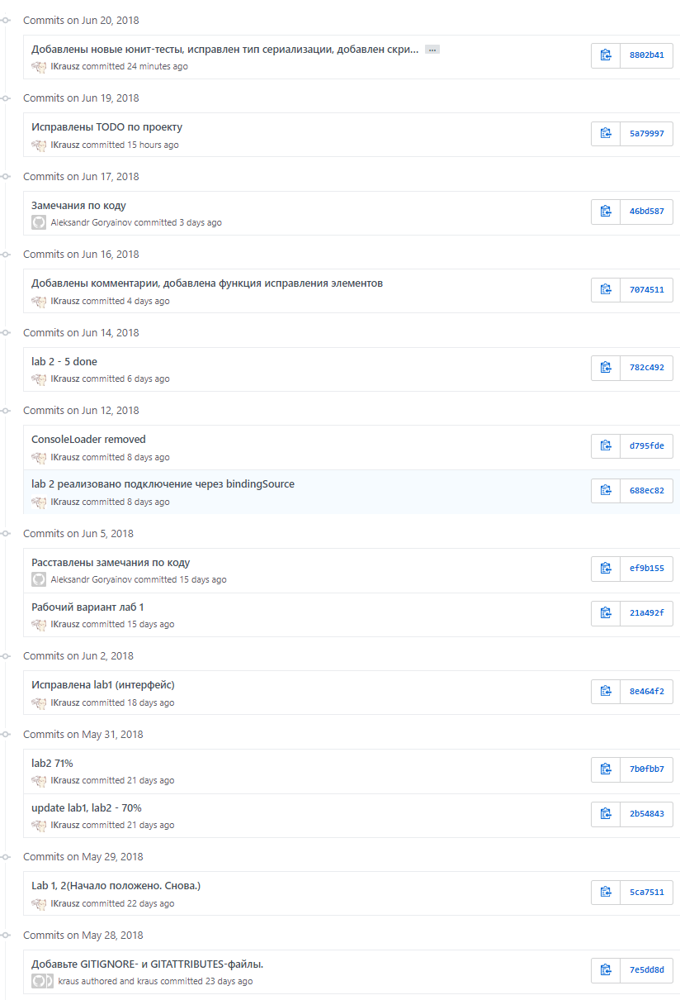 Commits on Jun 20, 2018
Добавлены новые юнит-тесты, исправлен тип сериализации, добавлен скри... …
8802b41
IKrausz committed 24 minutes ago
Commits on Jun 19, 2018
Исправлены TODO по проекту
5a79997
IKrausz committed 15 hours ago
Commits on Jun 17, 2018
Замечания по коду
46bd587
Aleksandr Goryainov committed 3 days ago
Commits on Jun 16, 2018
Добавлены комментарии, добавлена функция исправления элементов
7074511
IKrausz committed 4 days ago
Commits on Jun 14, 2018
lab 2 - 5 done
782c492
IKrausz committed 6 days ago
Commits on Jun 12, 2018
ConsoleLoader removed
d795fde
IKrausz committed 8 days ago
lab 2 реализовано подключение через bindingSource
688ec82
IKrausz committed 8 days ago
Commits on Jun 5, 2018
Расставлены замечания по коду
ef9b155
Aleksandr Goryainov committed 15 days ago
Рабочий вариант лаб 1
21a492f
IKrausz committed 15 days ago
Commits on Jun 2, 2018
Исправлена lab1 (интерфейс)
8e464f2
IKrausz committed 18 days ago
Commits on May 31, 2018
lab2 71%
7b0fbb7
IKrausz committed 21 days ago
update lab1, lab2 - 70%
2b54843
IKrausz committed 21 days ago
Commits on May 29, 2018
Lab 1, 2(Начало положено. Снова.)
5ca7511
IKrausz committed 22 days ago
Commits on May 28, 2018
Добавьте GITIGNORE- и GITATTRIBUTES-файлы.
7e5dd8d
kraus authored and kraus committed 23 days ago